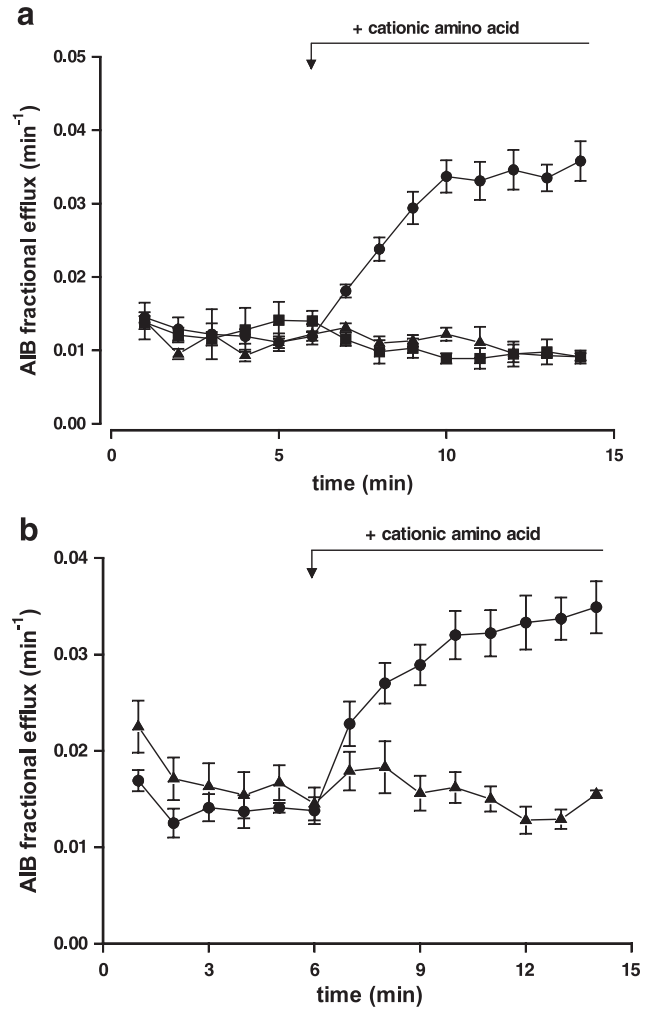 a
+ cationic amino acid
0.05
0.04
0.03
0.02
0.01
0.00
AIB fractional efflux (min⁻¹)
0 5 10 15
time (min)
b
+ cationic amino acid
0.04
0.03
0.02
0.01
0.00
AIB fractional efflux (min⁻¹)
0 3 6 9 12 15
time (min)